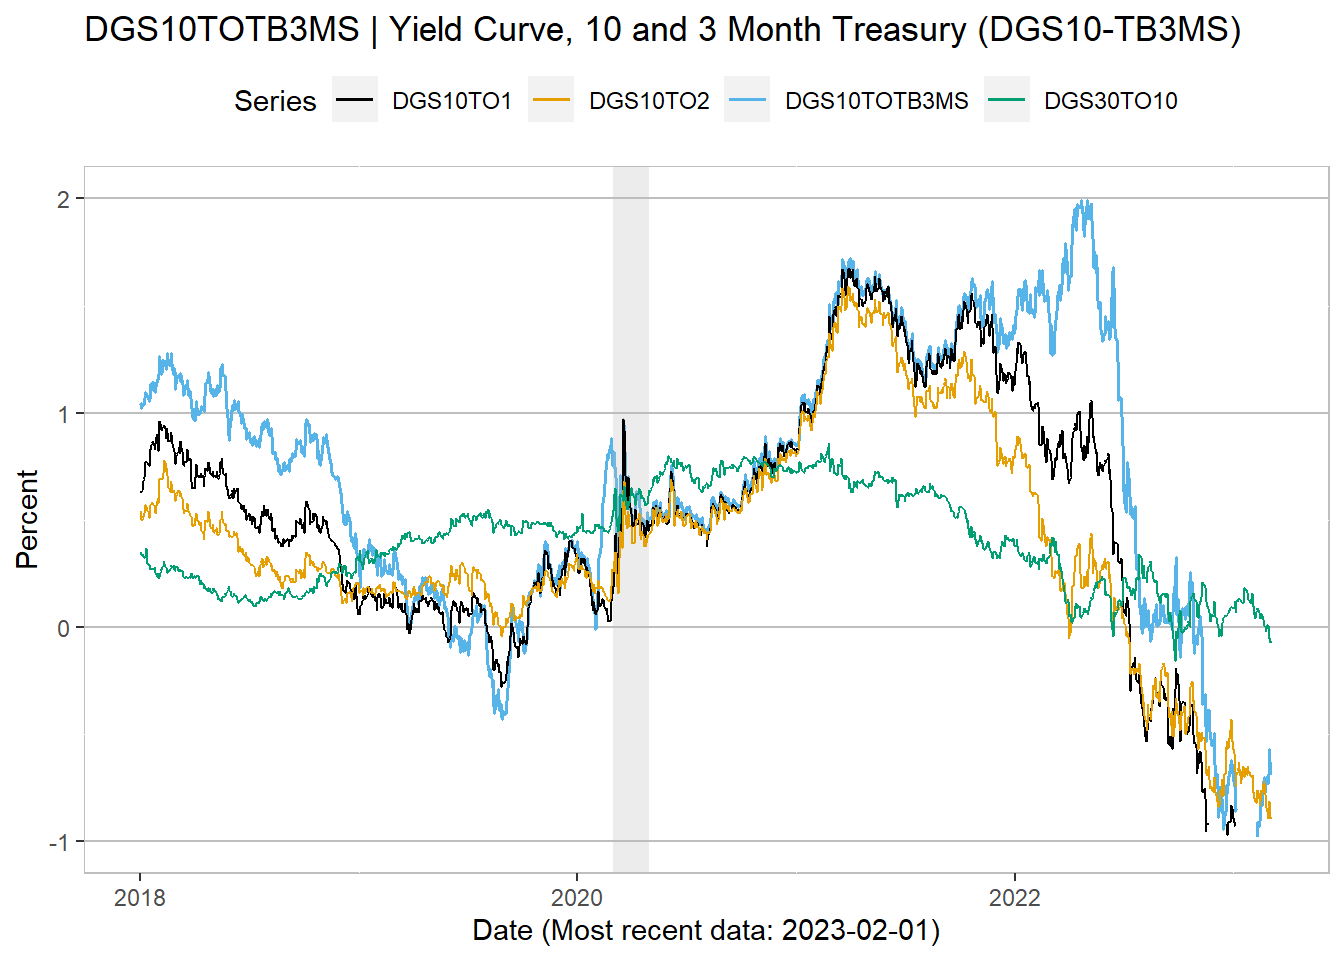 DGS10TOTB3MS | Yield Curve, 10 and 3 Month Treasury (DGS10-TB3MS)
Series DGS10TO1 DGS10TO2 DGS10TOTB3MS DGS30TO10
Percent
2
1
0
-1
2018 2020 2022
Date (Most recent data: 2023-02-01)